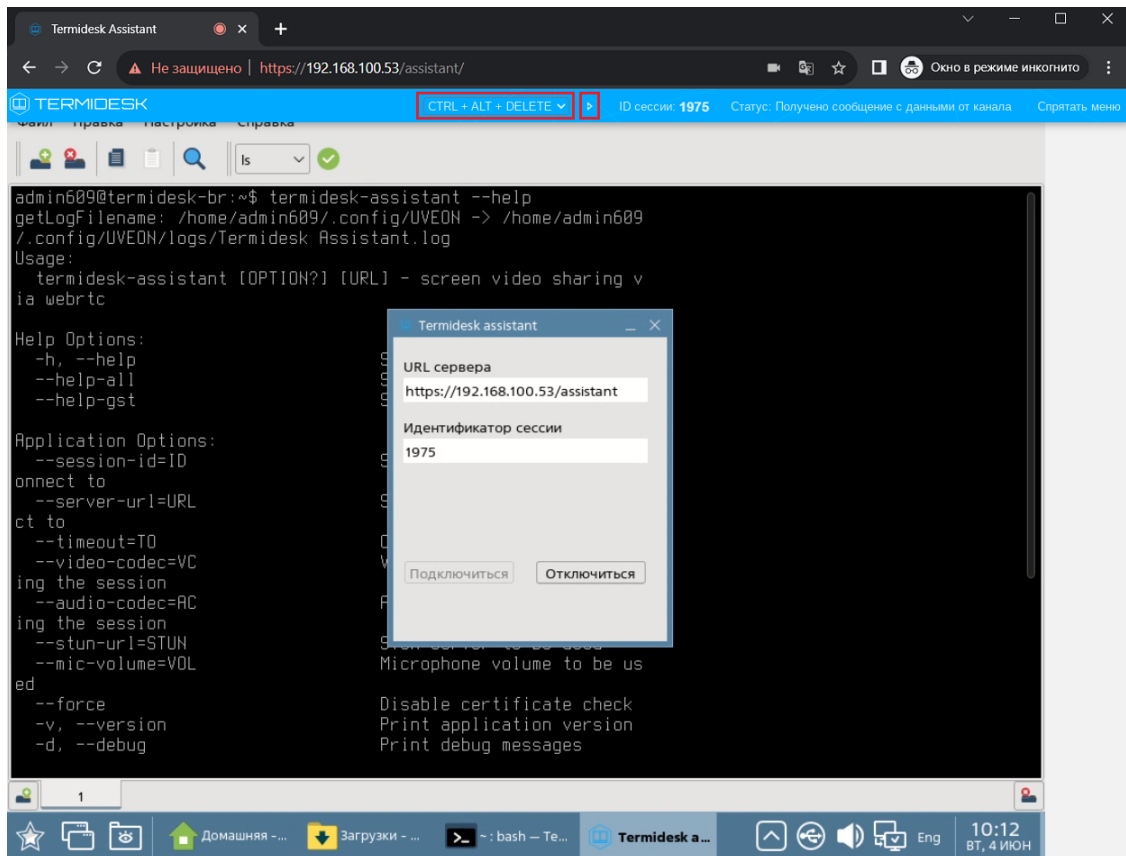 Termidesk Assistant
Не защищено | https://192.168.100.53/assistant/
Окно в режиме инкогнито
TERMIDESK
CTRL + ALT + DELETE
ID сессии: 1975
Статус: Получено сообщение с данными от канала
Спрятать меню
Файл Правка Настройка Справка
ls
admin609@termidesk-br:~$ termidesk-assistant --help
getLogFilename: /home/admin609/.config/UVEON -> /home/admin609
/.config/UVEON/logs/Termidesk Assistant.log
Usage:
termidesk-assistant [OPTION?] [URL] - screen video sharing v
ia webrtc
Help Options:
-h, --help S
--help-all S
--help-gst S
Application Options:
--session-id=ID S
onnect to
--server-url=URL S
ct to
--timeout=TO
--video-codec=VC
ing the session
--audio-codec=AC
ing the session
--stun-url=STUN
--mic-volume=VOL Microphone volume to be us
ed
--force Disable certificate check
-v, --version Print application version
-d, --debug Print debug messages
Termidesk assistant
URL сервера
https://192.168.100.53/assistant
Идентификатор сессии
1975
Подключиться
Отключиться
1
Домашняя -...
Загрузки - ...
~ : bash — Te...
Termidesk a...
Eng
10:12
ВТ, 4 ИЮН